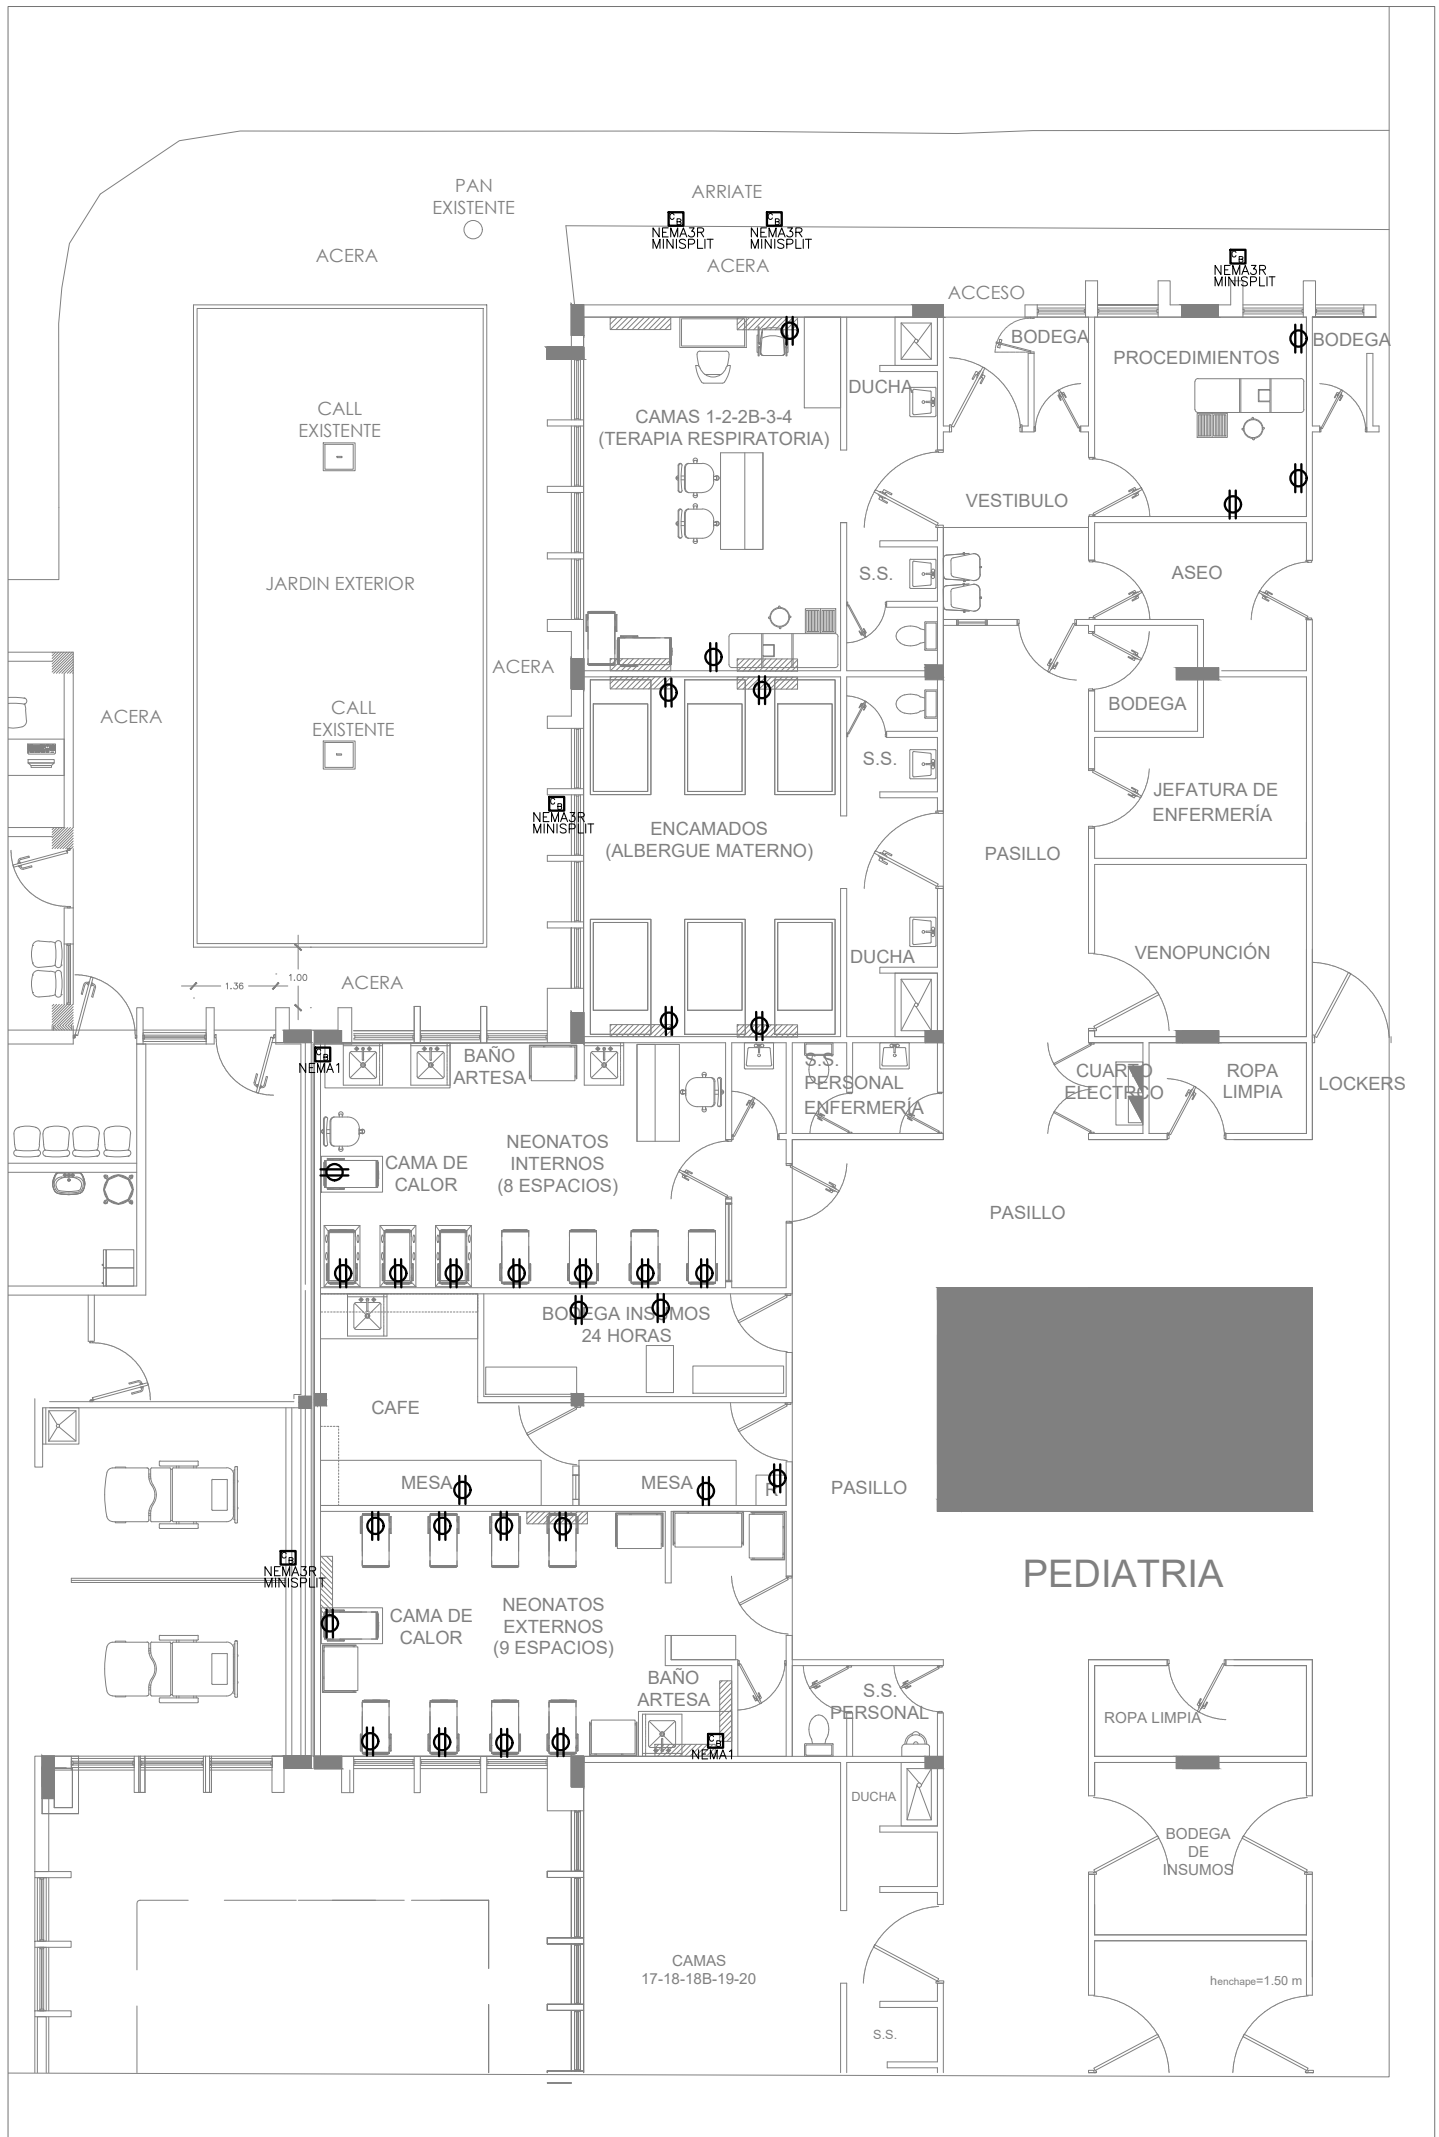 PAN
EXISTENTE
ARRIATE
C
B
NEMA3R
MINISPLIT
C
B
NEMA3R
MINISPLIT
ACERA
ACERA
C
B
NEMA3R
MINISPLIT
ACCESO
BODEGA
PROCEDIMIENTOS
BODEGA
DUCHA
CALL
EXISTENTE
CAMAS 1-2-2B-3-4
(TERAPIA RESPIRATORIA)
VESTIBULO
JARDIN EXTERIOR
S.S.
ASEO
ACERA
ACERA
CALL
EXISTENTE
BODEGA
S.S.
JEFATURA DE
ENFERMERÍA
C
B
NEMA3R
MINISPLIT
ENCAMADOS
(ALBERGUE MATERNO)
PASILLO
VENOPUNCIÓN
DUCHA
1.36
1.00
ACERA
C
B
NEMA1
BAÑO
ARTESA
S.S.
PERSONAL
ENFERMERÍA
CUARTO
ELECTRCO
ROPA
LIMPIA
LOCKERS
NEONATOS
INTERNOS
(8 ESPACIOS)
CAMA DE
CALOR
PASILLO
BODEGA INSUMOS
24 HORAS
CAFE
MESA
MESA
R
PASILLO
C
B
NEMA3R
MINISPLIT
PEDIATRIA
CAMA DE
CALOR
NEONATOS
EXTERNOS
(9 ESPACIOS)
BAÑO
ARTESA
S.S.
PERSONAL
ROPA LIMPIA
C
B
NEMA1
DUCHA
BODEGA
DE
INSUMOS
CAMAS
17-18-18B-19-20
henchape=1.50 m
S.S.